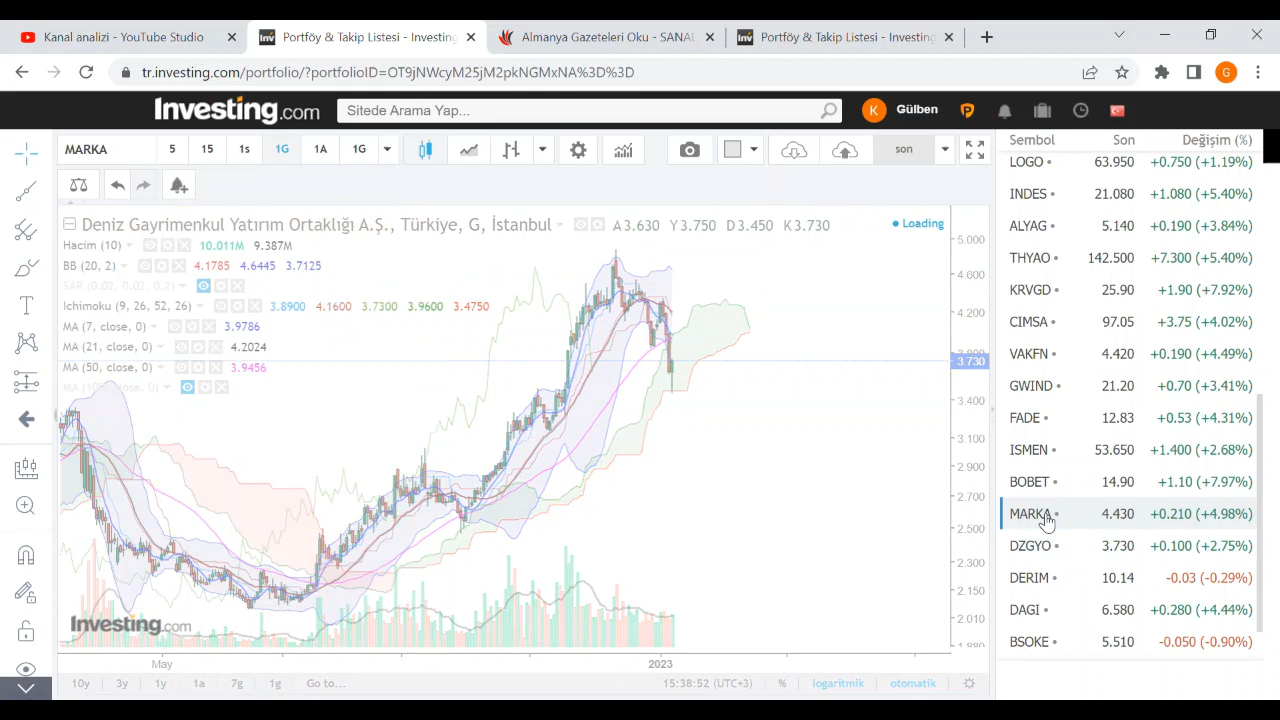 Kanal analizi - YouTube Studio
Portföy & Takip Listesi - Investing
Almanya Gazeteleri Oku - SANAL
Portföy & Takip Listesi - Investing
tr.investing.com/portfolio/?portfolioID=OT9jNWcyM25jM2pkNGMxNA%3D%3D
G
Investing.com
Sitede Arama Yap...
K
Gülben
MARKA
5
15
1s
1G
1A
1G
son
Deniz Gayrimenkul Yatırım Ortaklığı A.Ş., Türkiye, G, İstanbul
A3.630 Y3.750 D3.450 K3.730
Loading
Hacim (10) 10.011M 9.387M
BB (20, 2) 4.1785 4.6445 3.7125
SAR (0.02, 0.02, 0.2)
Ichimoku (9, 26, 52, 26) 3.8900 4.1600 3.7300 3.9600 3.4750
MA (7, close, 0) 3.9786
MA (21, close, 0) 4.2024
MA (50, close, 0) 3.9456
5.000
4.600
4.200
3.730
3.400
3.100
2.900
2.700
2.500
2.300
2.150
2.010
1.880
Investing.com
May
2023
10y 3y 1y 1a 7g 1g Go to...
15:38:52 (UTC+3) % logaritmik otomatik
Sembol Son Değişim (%)
LOGO 63.950 +0.750 (+1.19%)
INDES 21.080 +1.080 (+5.40%)
ALYAG 5.140 +0.190 (+3.84%)
THYAO 142.500 +7.300 (+5.40%)
KRVGD 25.90 +1.90 (+7.92%)
CIMSA 97.05 +3.75 (+4.02%)
VAKFN 4.420 +0.190 (+4.49%)
GWIND 21.20 +0.70 (+3.41%)
FADE 12.83 +0.53 (+4.31%)
ISMEN 53.650 +1.400 (+2.68%)
BOBET 14.90 +1.10 (+7.97%)
MARKA 4.430 +0.210 (+4.98%)
DZGYO 3.730 +0.100 (+2.75%)
DERIM 10.14 -0.03 (-0.29%)
DAGI 6.580 +0.280 (+4.44%)
BSOKE 5.510 -0.050 (-0.90%)